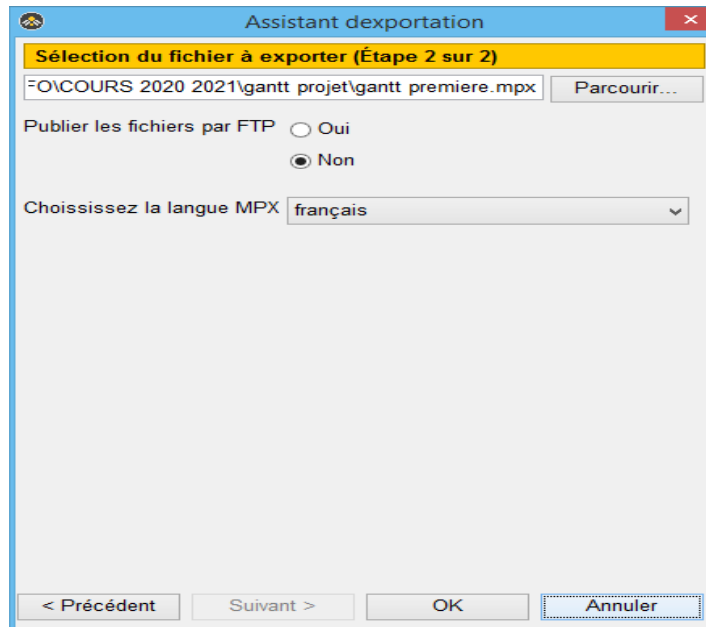 Assistant dexportation
Sélection du fichier à exporter (Étape 2 sur 2)
FO\COURS 2020 2021\gantt projet\gantt premiere.mpx Parcourir...
Publier les fichiers par FTP Oui
Non
Choississez la langue MPX français
< Précédent Suivant > OK Annuler